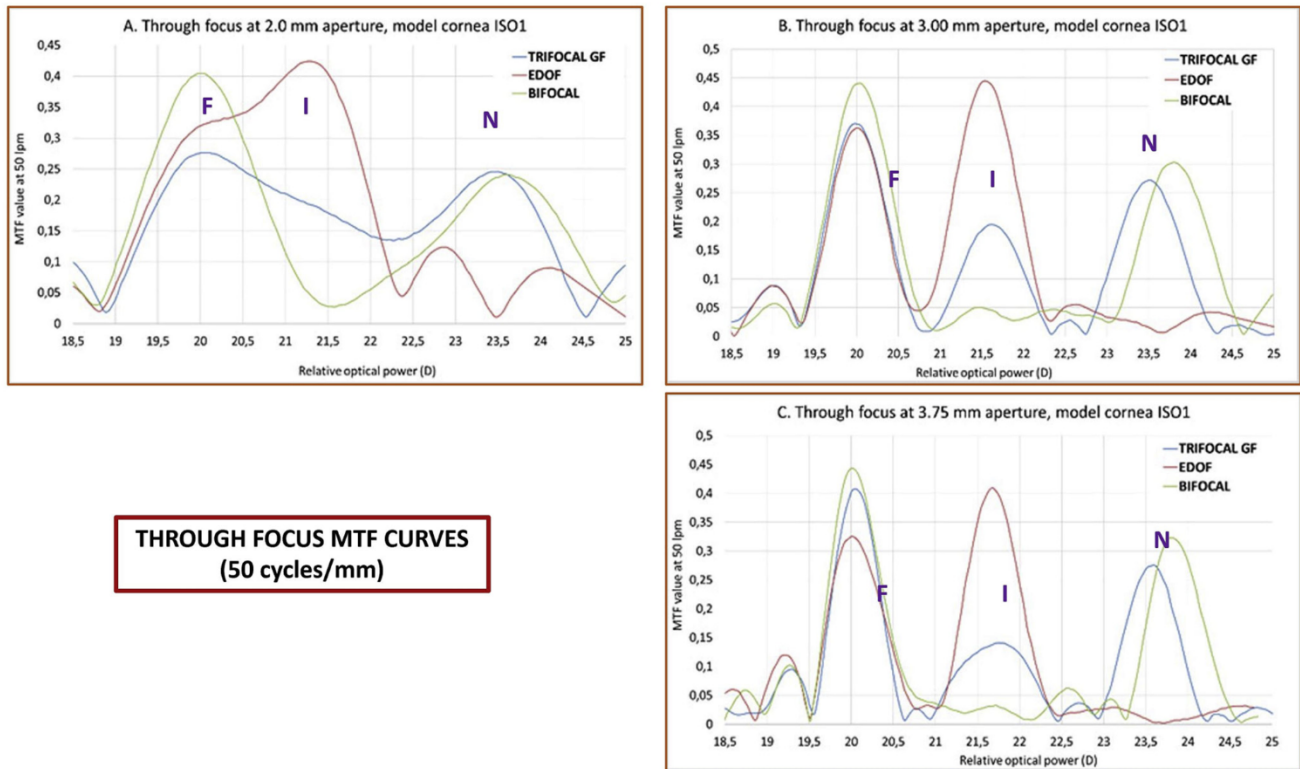 A. Through focus at 2.0 mm aperture, model cornea ISO1
0,45
0,4
0,35
0,3
0,25
0,2
0,15
0,1
0,05
0
MTF value at 50 lpm
TRIFOCAL GF
EDOF
BIFOCAL
F
I
N
18,5 19 19,5 20 20,5 21 21,5 22 22,5 23 23,5 24 24,5 25
Relative optical power (D)
B. Through focus at 3.00 mm aperture, model cornea ISO1
0,5
0,45
0,4
0,35
0,3
0,25
0,2
0,15
0,1
0,05
0
MTF value at 50 lpm
TRIFOCAL GF
EDOF
BIFOCAL
F
I
N
18,5 19 19,5 20 20,5 21 21,5 22 22,5 23 23,5 24 24,5 25
Relative optical power (D)
THROUGH FOCUS MTF CURVES
(50 cycles/mm)
C. Through focus at 3.75 mm aperture, model cornea ISO1
0,5
0,45
0,4
0,35
0,3
0,25
0,2
0,15
0,1
0,05
0
MTF value at 50 lpm
TRIFOCAL GF
EDOF
BIFOCAL
F
I
N
18,5 19 19,5 20 20,5 21 21,5 22 22,5 23 23,5 24 24,5 25
Relative optical power (D)